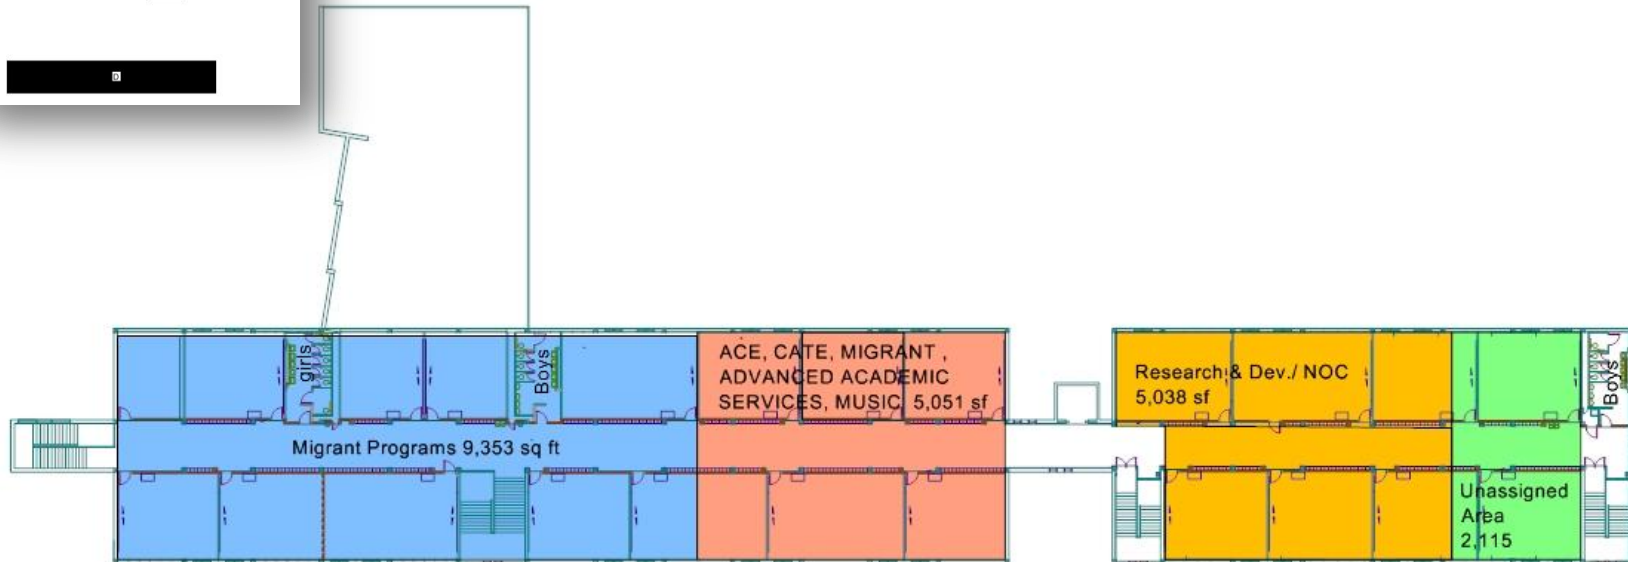 D
girls
Boys
ACE, CATE, MIGRANT ,
ADVANCED ACADEMIC
SERVICES, MUSIC 5,051 sf
Migrant Programs 9,353 sq ft
Research & Dev./ NOC
5,038 sf
Boys
Unassigned
Area
2,115